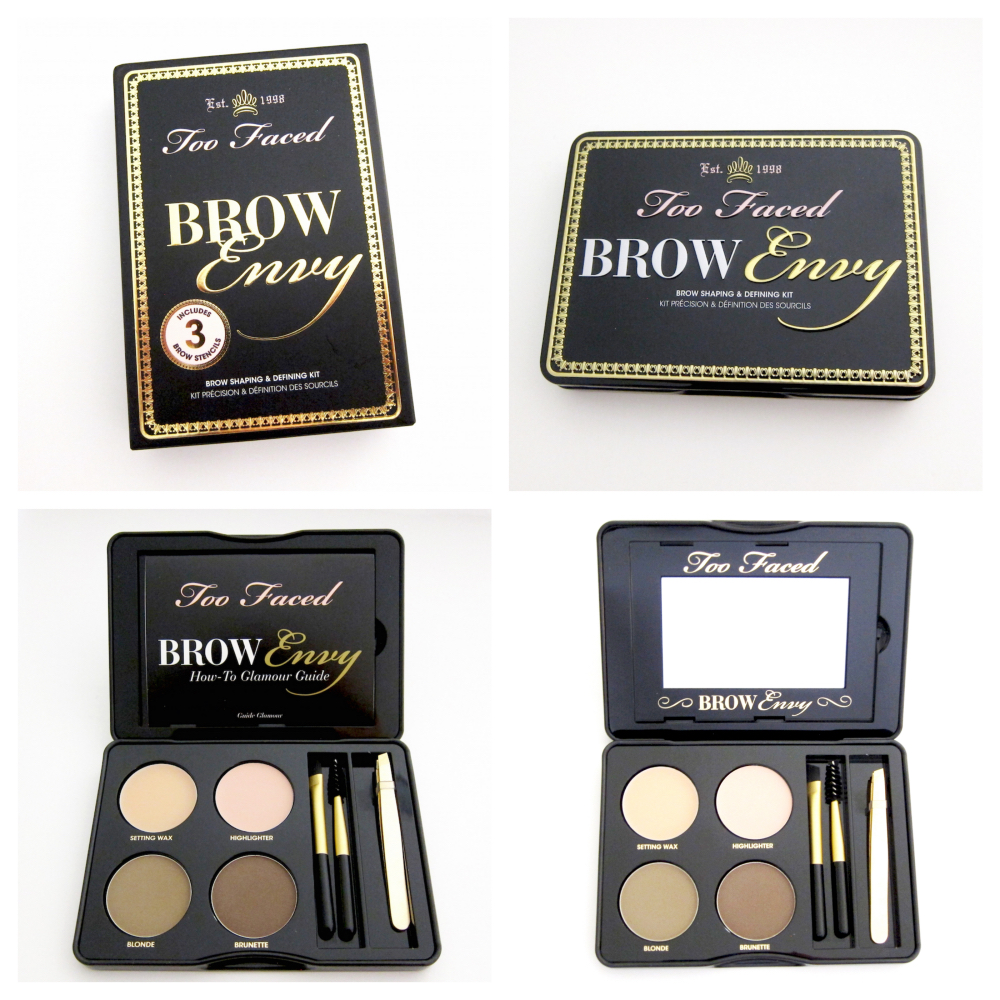 Est. 1998
Too Faced
BROW
Envy
INCLUDES
3
BROW STENCILS
BROW SHAPING & DEFINING KIT
KIT PRÉCISION & DÉFINITION DES SOURCILS
Est. 1998
Too Faced
BROW Envy
BROW SHAPING & DEFINING KIT
KIT PRÉCISION & DÉFINITION DES SOURCILS
Too Faced
BROW Envy
How-To Glamour Guide
Guide Glamour
SETTING WAX
HIGHLIGHTER
BLONDE
BRUNETTE
Too Faced
BROW Envy
SETTING WAX
HIGHLIGHTER
BLONDE
BRUNETTE